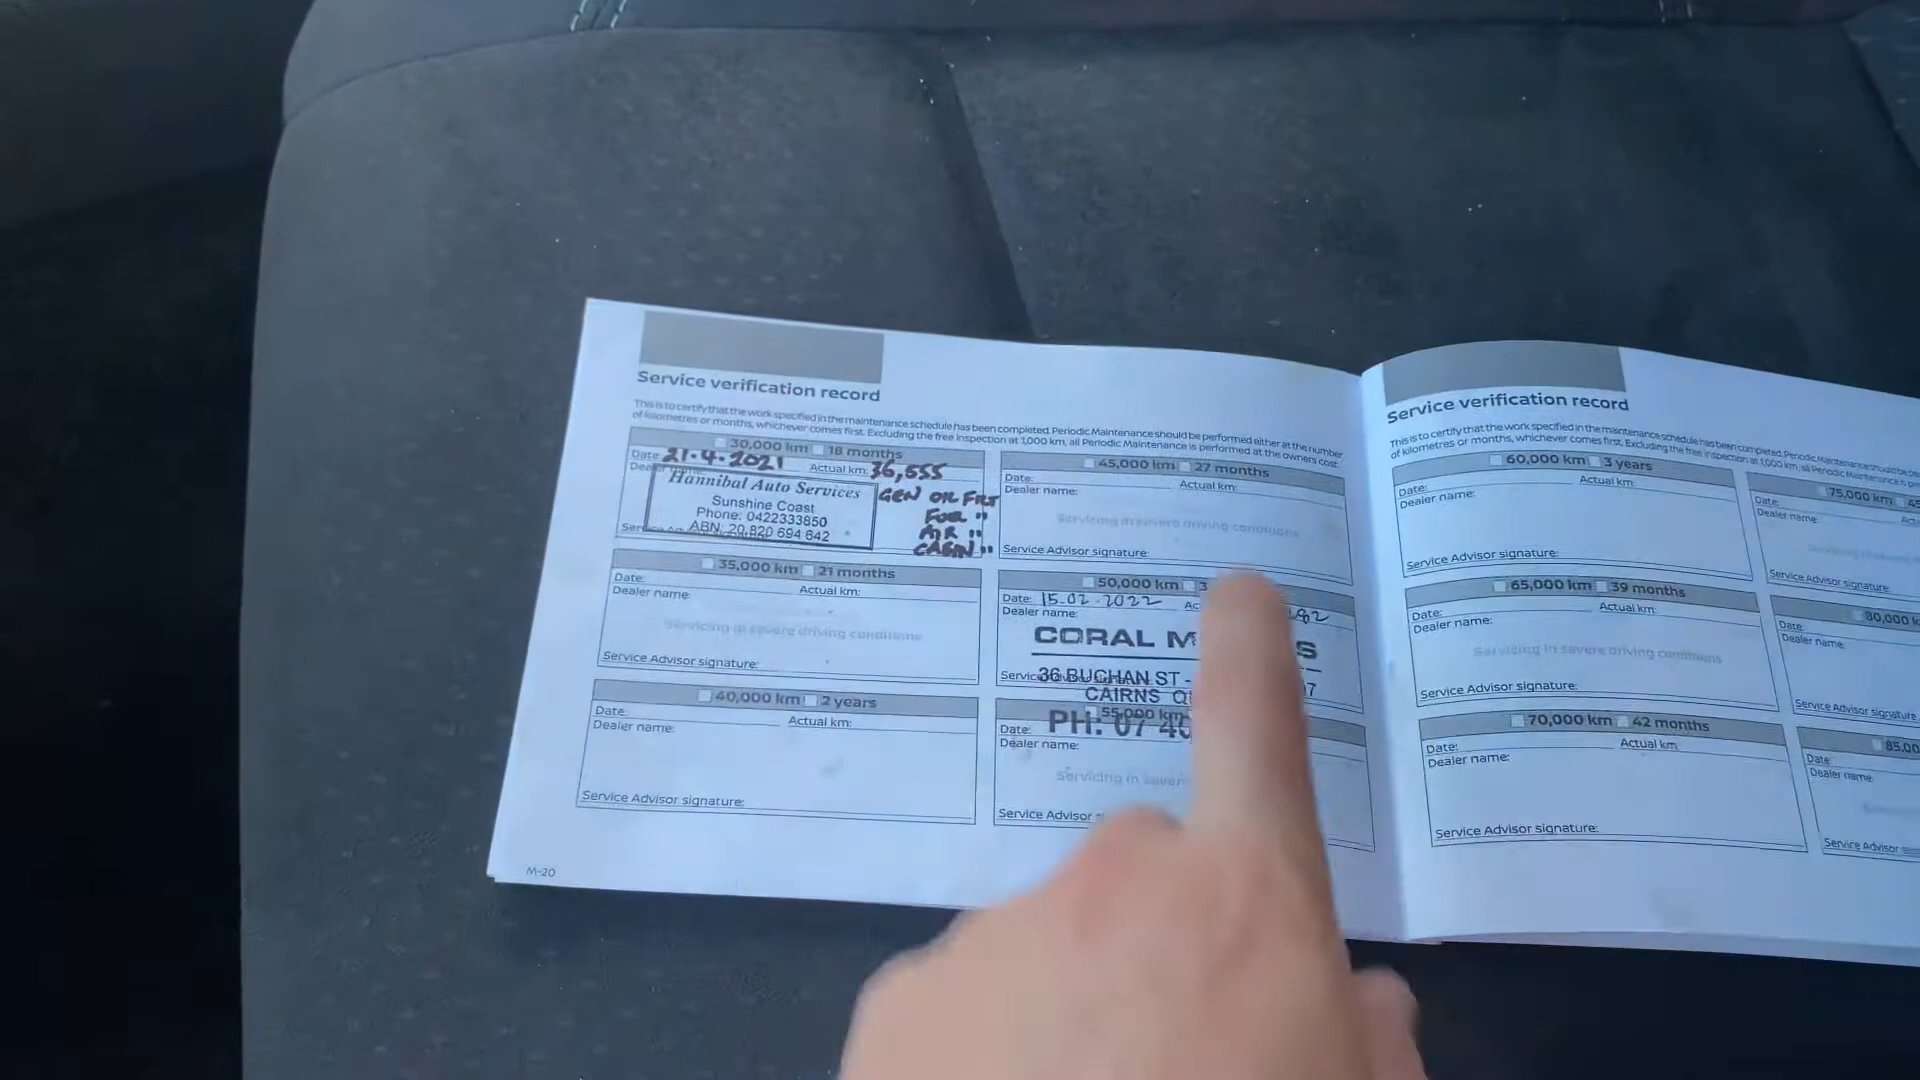 Service verification record
This is to certify that the work specified in the maintenance schedule has been completed. Periodic Maintenance should be performed either at the number
of kilometres or months, whichever comes first. Excluding the free inspection at 1,000 km, all Periodic Maintenance is performed at the owners cost.
30,000 km 18 months
Date: 21.4.2021 Actual km: 36,555
Hannibal Auto Services
Sunshine Coast
Phone: 0422333850
ABN: 20 820 694 642
GEN OIL FILT
FUEL "
AIR "
CABIN "
35,000 km 21 months
Date: Actual km:
Dealer name:
Servicing in severe driving conditions
Service Advisor signature:
40,000 km 2 years
Date: Actual km:
Dealer name:
Service Advisor signature:
M-20
45,000 km 27 months
Date: Actual km:
Dealer name:
Servicing in severe driving conditions
Service Advisor signature:
50,000 km
Date: 15.02.2022
Dealer name:
CORAL
36 BUCHAN ST -
CAIRNS
PH: 07
55,000 km
Date:
Dealer name:
Servicing in
Service Advisor
Service verification record
This is to certify that the work specified in the maintenance schedule has been completed. Periodic Maintenance should be
of kilometres or months, whichever comes first. Excluding the free inspection at 1,000 km, all Periodic Maintenance is performed
60,000 km 3 years
Date: Actual km:
Dealer name:
Service Advisor signature:
65,000 km 39 months
Date: Actual km:
Dealer name:
Servicing in severe driving conditions
Service Advisor signature:
70,000 km 42 months
Date: Actual km:
Dealer name:
Service Advisor signature:
75,000 km
Date:
Dealer name:
Service Advisor signature:
80,000
Date:
Dealer name:
Service Advisor signature:
Date:
Dealer name:
Service Advisor